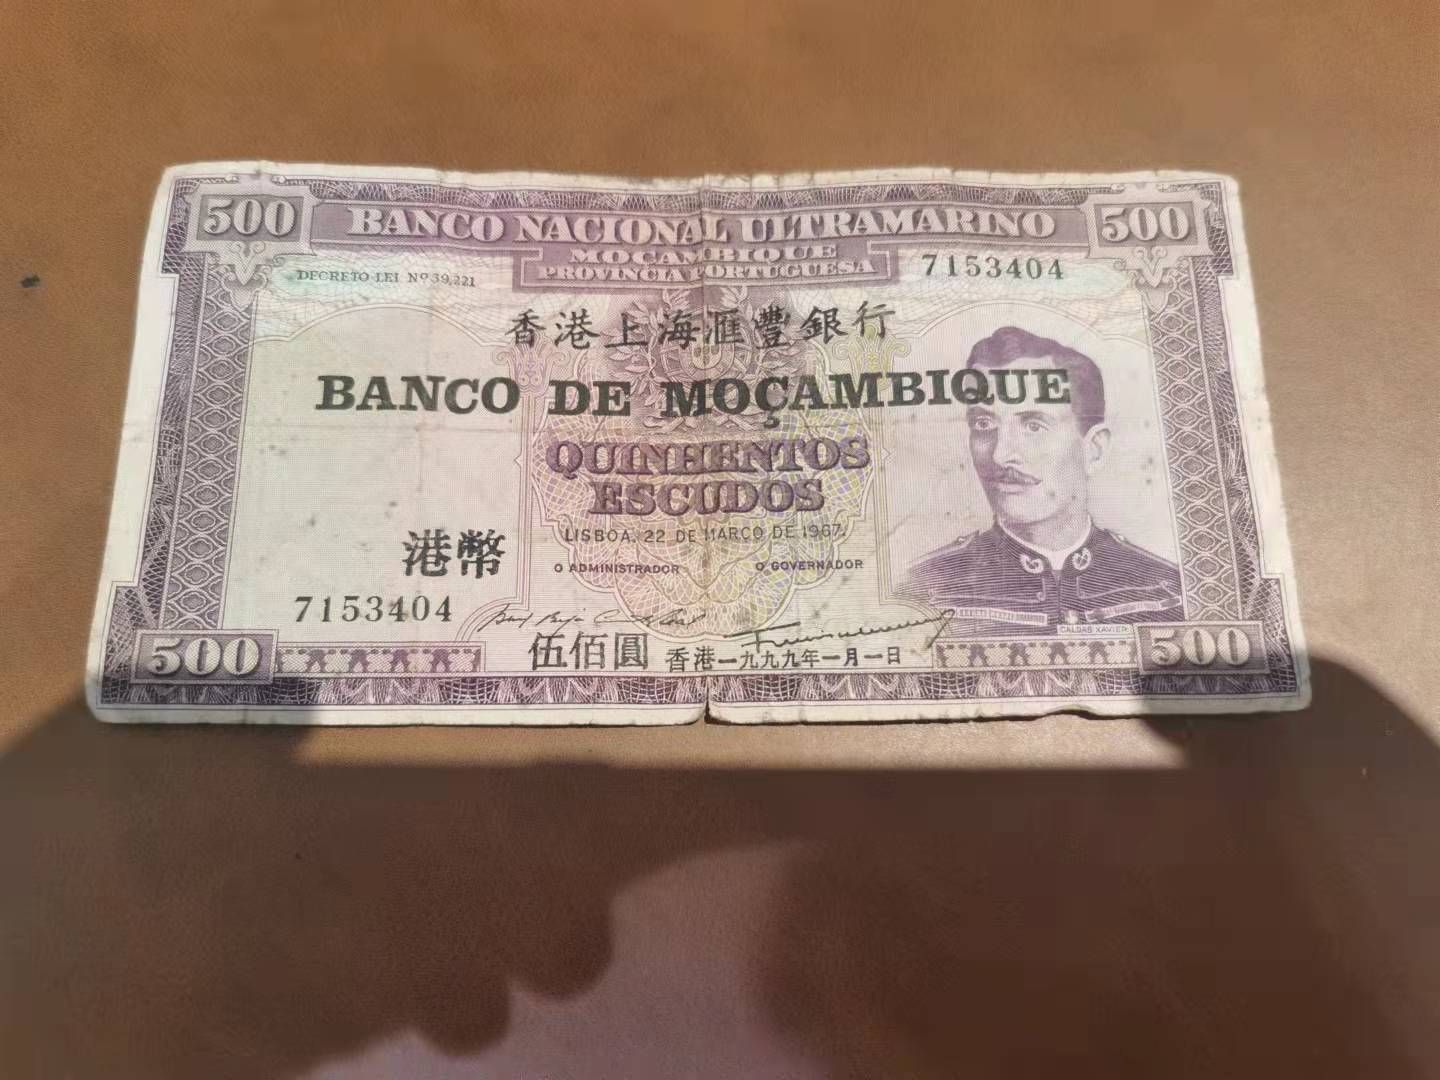 500 BANCO NACIONAL ULTRAMARINO 500
MOÇAMBIQUE
PROVINCIA PORTUGUESA
DECRETO-LEI Nº 39,221
7153404
香港上海滙豐銀行
BANCO DE MOÇAMBIQUE
QUINHENTOS
ESCUDOS
LISBOA, 22 DE MARÇO DE 1967.
港幣
O ADMINISTRADOR
O GOVERNADOR
7153404
CALDAS XAVIER
伍佰圓
香港一九九九年一月一日
500
500